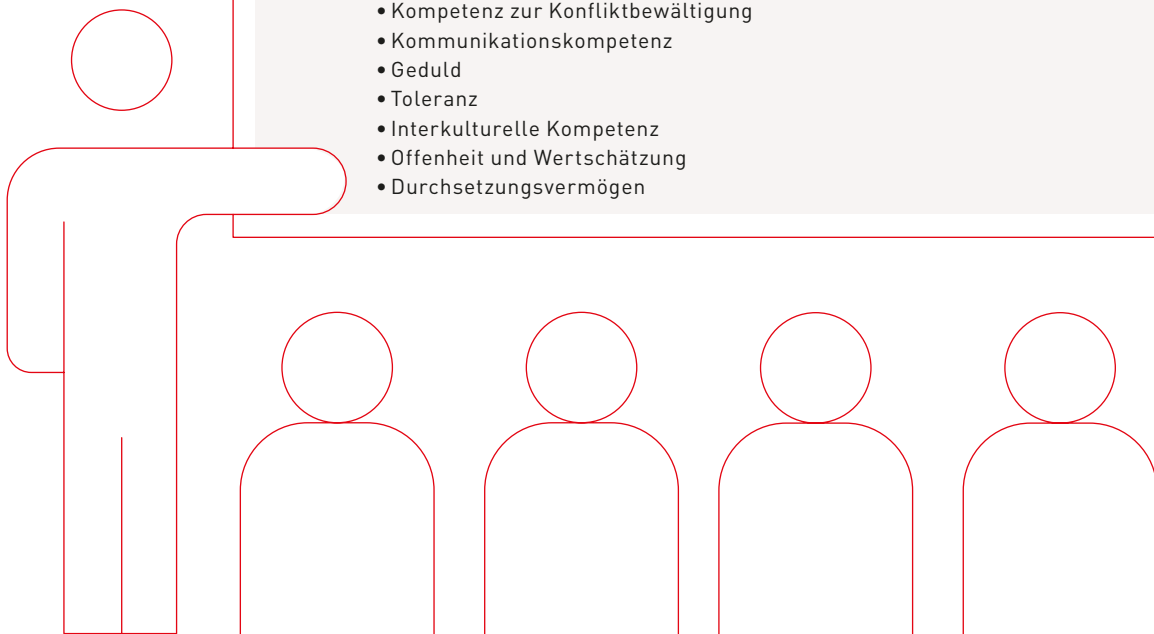 • Kompetenz zur Konfliktbewältigung
• Kommunikationskompetenz
• Geduld
• Toleranz
• Interkulturelle Kompetenz
• Offenheit und Wertschätzung
• Durchsetzungsvermögen